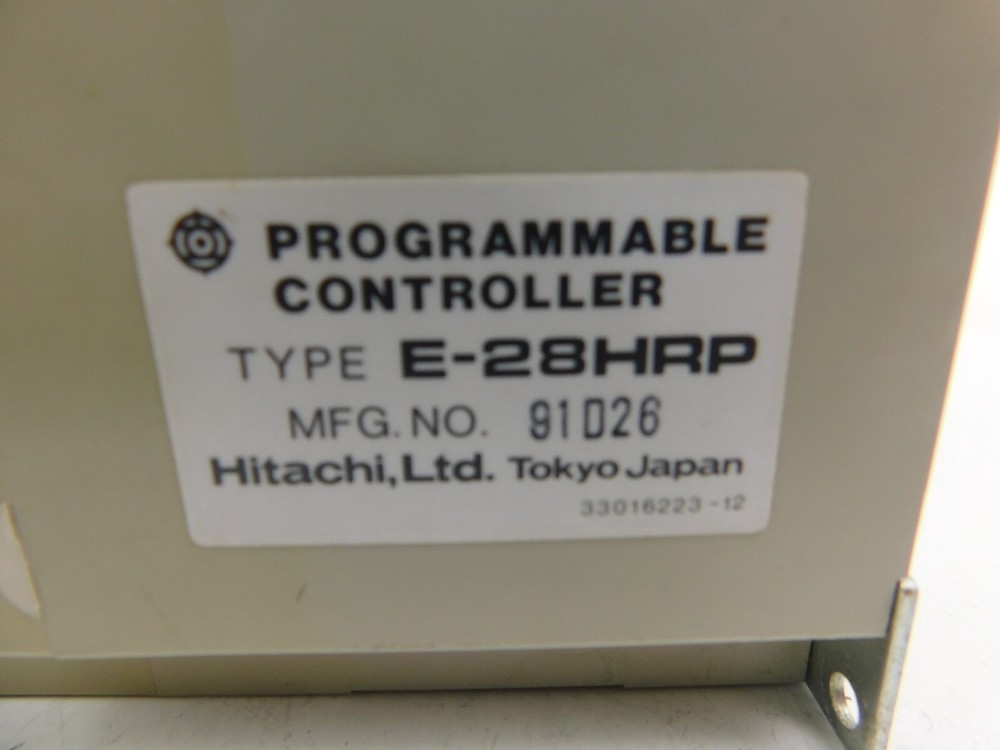 PROGRAMMABLE
CONTROLLER
TYPE E-28HRP
MFG. NO. 91D26
Hitachi, Ltd. Tokyo Japan
33016223-12